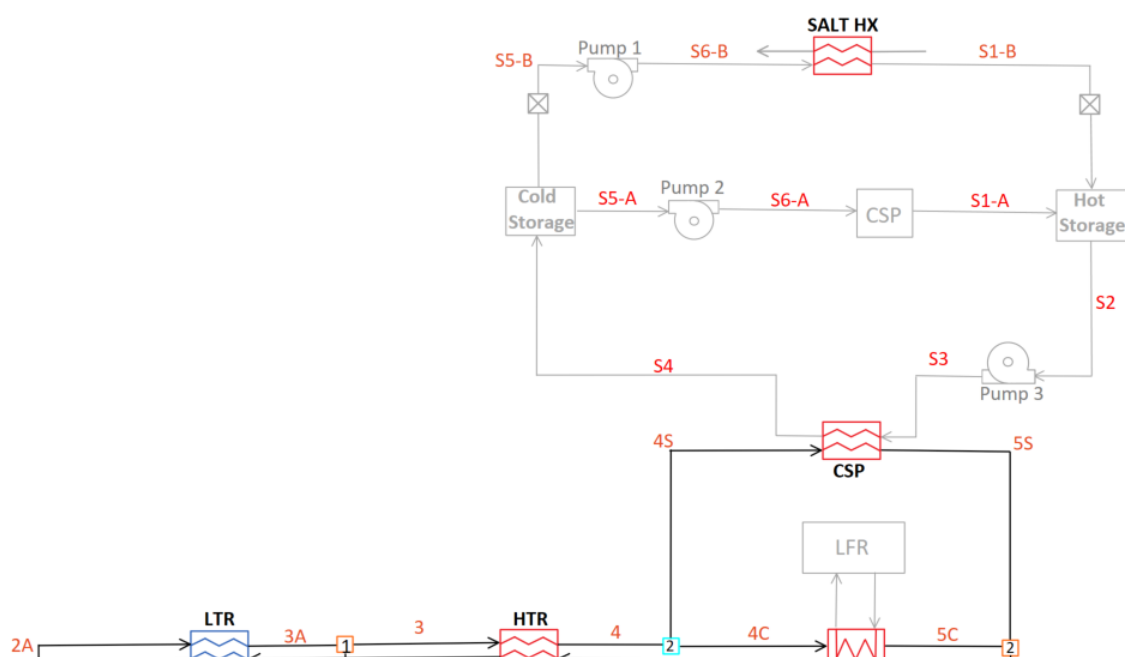 SALT HX
Pump 1
S5-B
S6-B
S1-B
Cold
Storage
S5-A
Pump 2
S6-A
CSP
S1-A
Hot
Storage
S2
S4
S3
Pump 3
4S
5S
CSP
LFR
LTR
HTR
2A
3A
1
3
4
2
4C
5C
2